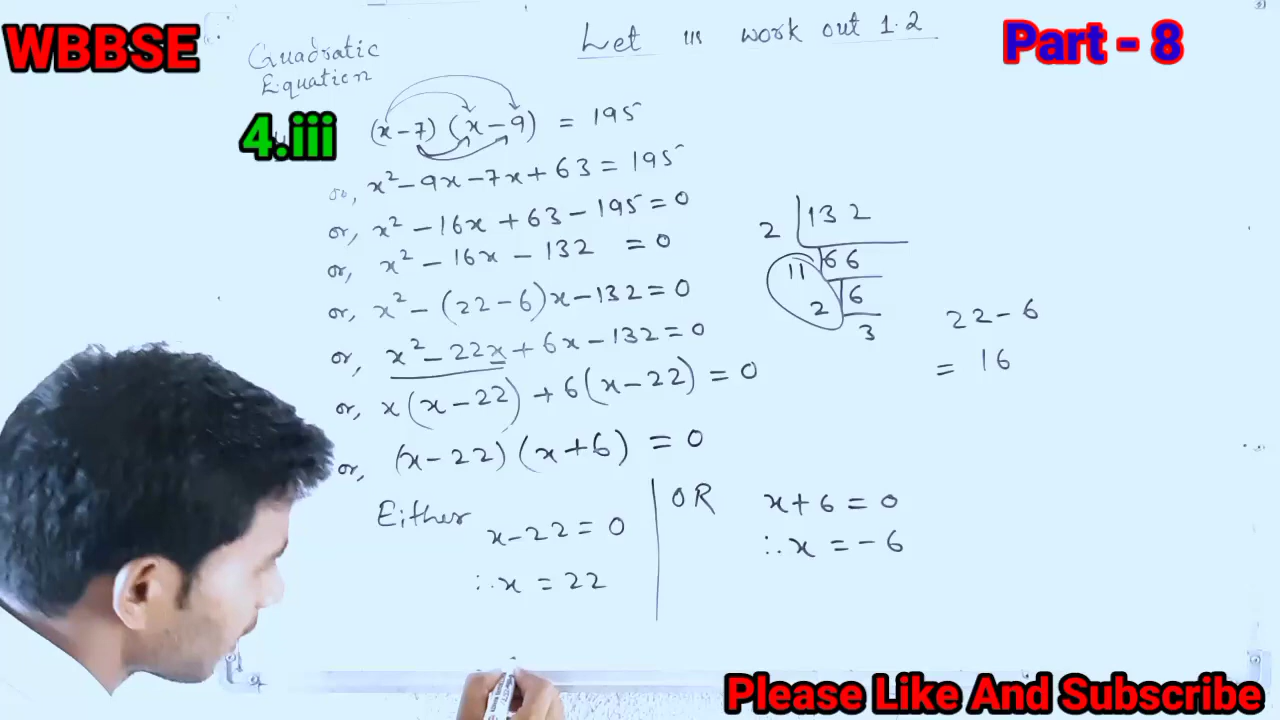 WBBSE
Quadratic
Equation
Let us work out 1.2
Part - 8
4.iii
(x-7) (x-9) = 195
or, x²-9x-7x+63 = 195
or, x²-16x+63-195=0
or, x²-16x-132 = 0
or, x²-(22-6)x-132=0
or, x²-22x+6x-132=0
or, x(x-22)+6(x-22)=0
or, (x-22)(x+6)=0
Either x-22=0
∴x = 22
OR x+6=0
∴x = -6
2 132
11 66
2 6
3
22-6
= 16
Please Like And Subscribe